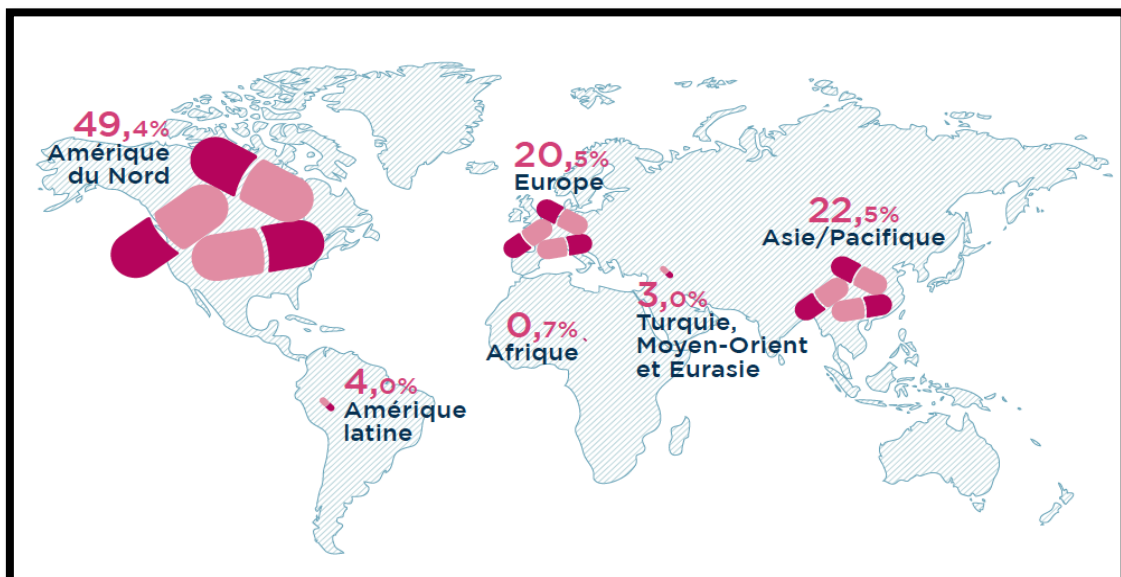 49,4%
Amérique
du Nord
20,5%
Europe
22,5%
Asie/Pacifique
3,0%
Turquie,
Moyen-Orient
et Eurasie
0,7%
Afrique
4,0%
Amérique
latine